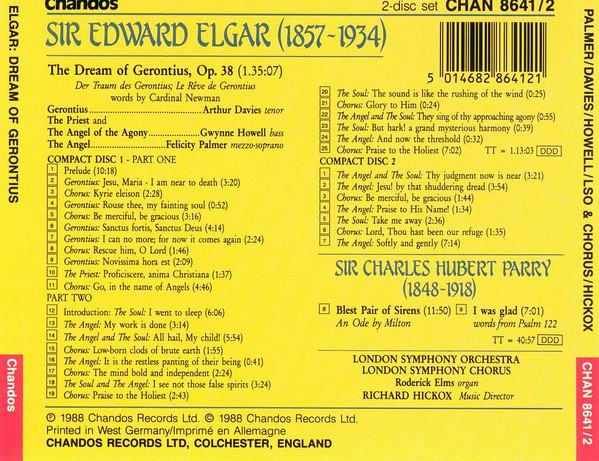 Chandos
2-disc set CHAN 8641/2
SIR EDWARD ELGAR (1857-1934)
5 014682 864121
The Dream of Gerontius, Op. 38 (1.35:07)
Der Traum des Gerontius; Le Rêve de Gerontius
words by Cardinal Newman
Gerontius..............................Arthur Davies tenor
The Priest and
The Angel of the Agony..............Gwynne Howell bass
The Angel....................Felicity Palmer mezzo-soprano
COMPACT DISC 1 - PART ONE
1 Prelude (10:18)
2 Gerontius: Jesu, Maria - I am near to death (3:20)
3 Chorus: Kyrie eleison (2:28)
4 Gerontius: Rouse thee, my fainting soul (0:52)
5 Chorus: Be merciful, be gracious (3:16)
6 Gerontius: Sanctus fortis, Sanctus Deus (4:14)
7 Gerontius: I can no more; for now it comes again (2:24)
8 Chorus: Rescue him, O Lord (1:46)
9 Gerontius: Novissima hora est (2:09)
10 The Priest: Proficiscere, anima Christiana (1:37)
11 Chorus: Go, in the name of Angels (4:46)
PART TWO
12 Introduction: The Soul: I went to sleep (6:06)
13 The Angel: My work is done (3:14)
14 The Angel and The Soul: All hail, My child! (5:54)
15 Chorus: Low-born clods of brute earth (1:55)
16 The Angel: It is the restless panting of their being (0:41)
17 Chorus: The mind bold and independent (2:24)
18 The Soul and The Angel: I see not those false spirits (3:24)
19 Chorus: Praise to the Holiest (2:43)
20 The Soul: The sound is like the rushing of the wind (0:25)
21 Chorus: Glory to Him (0:24)
22 The Angel and The Soul: They sing of thy approaching agony (0:55)
23 The Soul: But hark! a grand mysterious harmony (0:39)
24 The Angel: And now the threshold (0:32)
25 Chorus: Praise to the Holiest (7:02) TT = 1.13:03 DDD
COMPACT DISC 2
1 The Angel and The Soul: Thy judgment now is near (3:21)
2 The Angel: Jesu! by that shuddering dread (3:54)
3 Chorus: Be merciful, be gracious (1:44)
4 The Angel: Praise to His Name! (1:34)
5 The Soul: Take me away (2:36)
6 Chorus: Lord, Thou hast been our refuge (1:35)
7 The Angel: Softly and gently (7:14)
SIR CHARLES HUBERT PARRY
(1848-1918)
8 Blest Pair of Sirens (11:50) 9 I was glad (7:01)
An Ode by Milton words from Psalm 122
TT = 40:57 DDD
LONDON SYMPHONY ORCHESTRA
LONDON SYMPHONY CHORUS
Roderick Elms organ
RICHARD HICKOX Music Director
℗ 1988 Chandos Records Ltd. © 1988 Chandos Records Ltd.
Printed in West Germany/Imprimé en Allemagne
CHANDOS RECORDS LTD, COLCHESTER, ENGLAND
ELGAR: DREAM OF GERONTIUS
Chandos
PALMER/DAVIES/HOWELL/LSO & CHORUS/HICKOX
CHAN 8641/2